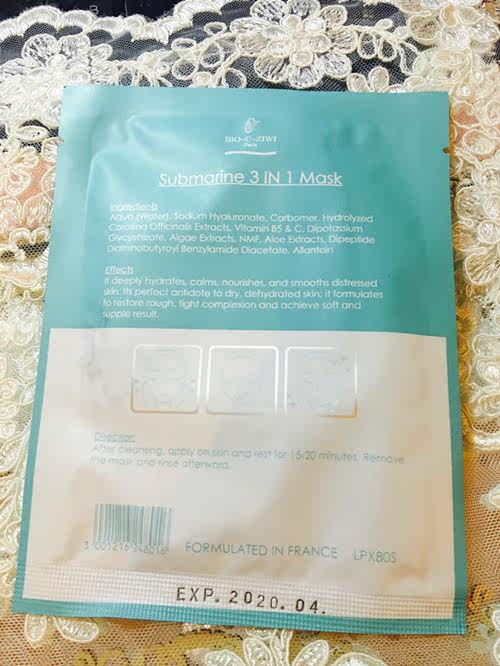 BIO-C-ZIWI
Paris
Submarine 3 IN 1 Mask
Ingredients
Aqua (Water), Sodium Hyaluronate, Carbomer, Hydrolyzed
Corallina Officinalis Extracts, Vitamin B5 & C, Dipotassium
Glycyrrhizate, Algae Extracts, NMF, Aloe Extracts, Dipeptide
Diaminobutyroyl Benzylamide Diacetate, Allantoin
Effects
It deeply hydrates, calms, nourishes, and smooths distressed
skin. Its perfect antidote to dry, dehydrated skin; it formulates
to restore rough, tight complexion and achieve soft and
supple result.
Direction
After cleansing, apply on skin and rest for 15-20 minutes. Remove
the mask and rinse afterward.
3 001216 248016
FORMULATED IN FRANCE LPX80S
EXP. 2020. 04.